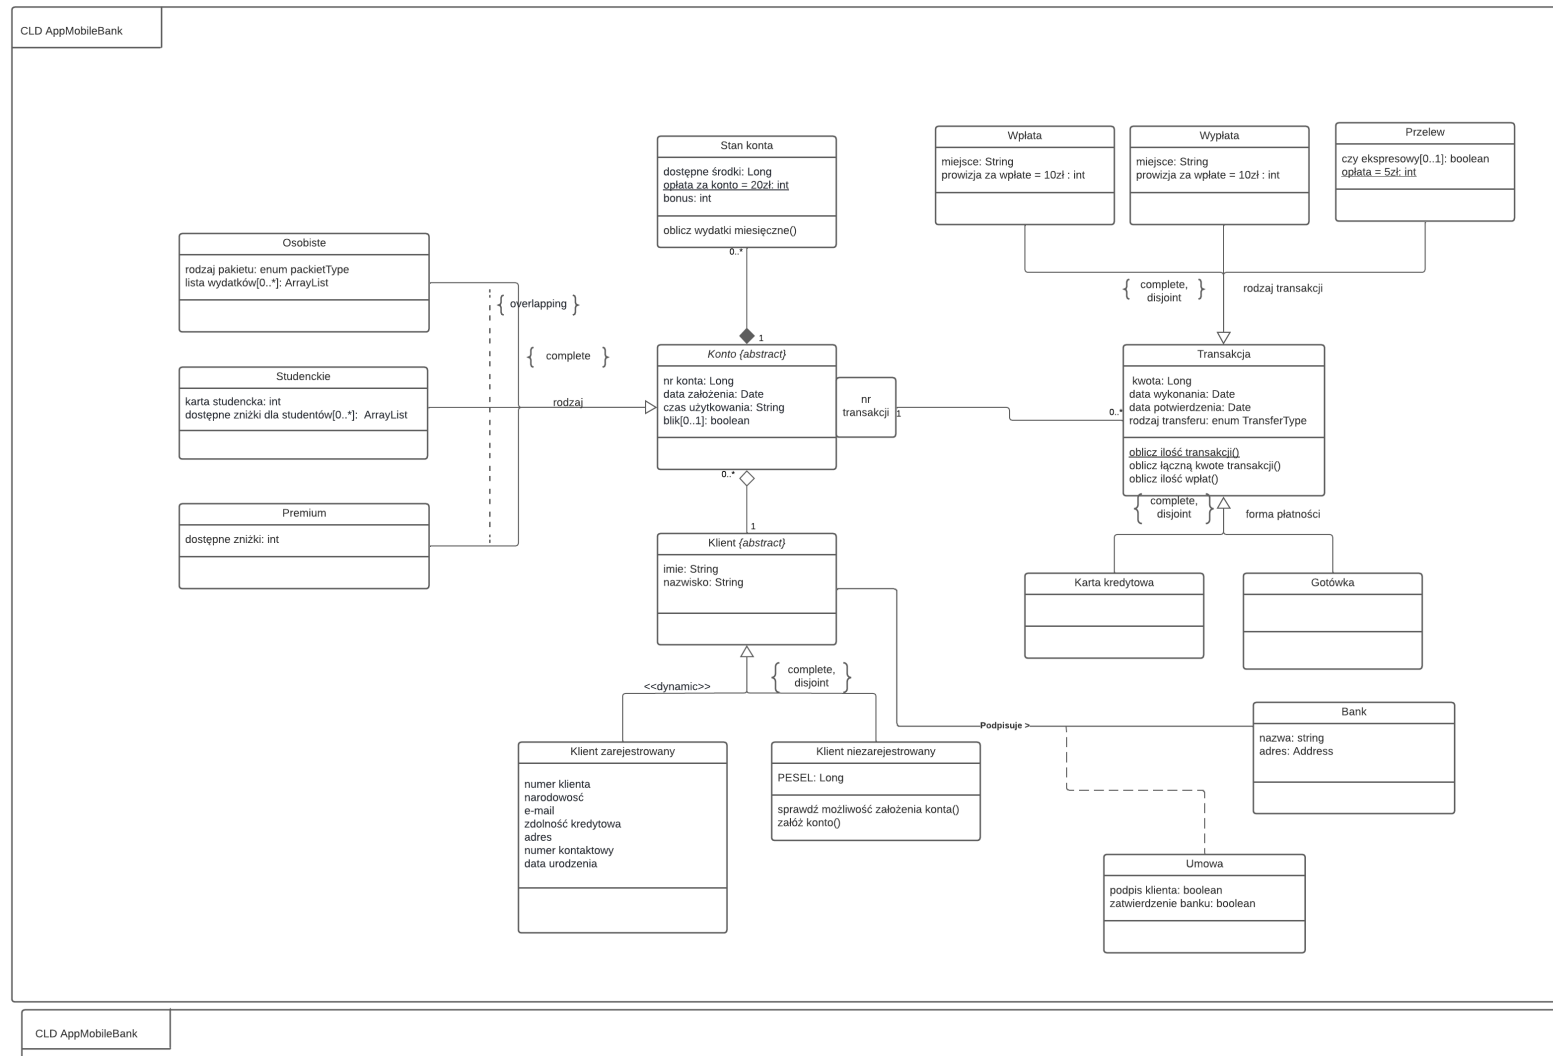 CLD AppMobileBank
Stan konta
dostępne środki: Long
opłata za konto = 20zł: int
bonus: int
oblicz wydatki miesięczne()
0..*
1
Wpłata
miejsce: String
prowizja za wpłate = 10zł : int
Wypłata
miejsce: String
prowizja za wpłate = 10zł : int
Przelew
czy ekspresowy[0..1]: boolean
opłata = 5zł: int
{ complete, disjoint }
rodzaj transakcji
Osobiste
rodzaj pakietu: enum packietType
lista wydatków[0..*]: ArrayList
{ overlapping }
{ complete }
Studenckie
karta studencka: int
dostępne zniżki dla studentów[0..*]: ArrayList
rodzaj
Premium
dostępne zniżki: int
Konto {abstract}
nr konta: Long
data założenia: Date
czas użytkowania: String
blik[0..1]: boolean
nr
transakcji
1
0..*
Transakcja
kwota: Long
data wykonania: Date
data potwierdzenia: Date
rodzaj transferu: enum TransferType
oblicz ilość transakcji()
oblicz łączną kwote transakcji()
oblicz ilość wpłat()
{ complete, disjoint }
forma płatności
Karta kredytowa
Gotówka
0..*
1
Klient {abstract}
imie: String
nazwisko: String
<<dynamic>>
{ complete, disjoint }
Klient zarejestrowany
numer klienta
narodowosć
e-mail
zdolność kredytowa
adres
numer kontaktowy
data urodzenia
Klient niezarejestrowany
PESEL: Long
sprawdź możliwość założenia konta()
załóż konto()
Podpisuje >
Bank
nazwa: string
adres: Address
Umowa
podpis klienta: boolean
zatwierdzenie banku: boolean
CLD AppMobileBank